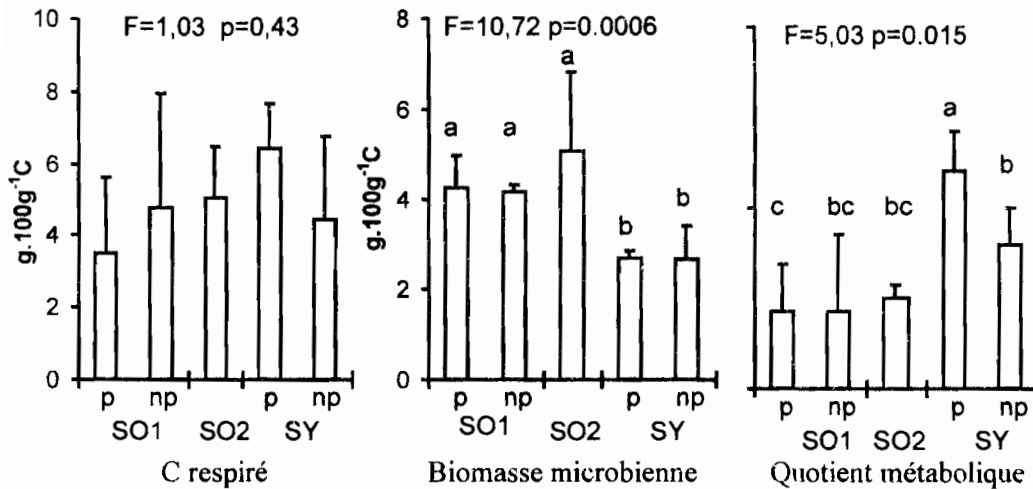 F=1,03 p=0,43
g.100g⁻¹C
10
8
6
4
2
0
p np p np
SO1 SO2 SY
C respiré
F=10,72 p=0.0006
g.100g⁻¹C
8
6
4
2
0
a a a b b
p np p np
SO1 SO2 SY
Biomasse microbienne
F=5,03 p=0.015
c bc bc a b
p np p np
SO1 SO2 SY
Quotient métabolique